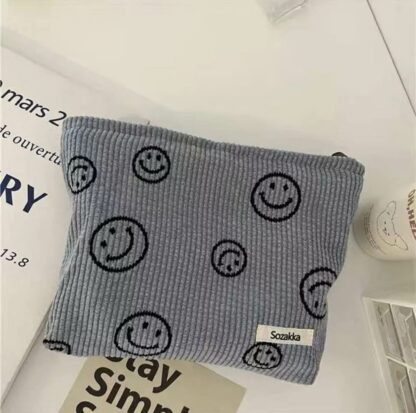 mars 2
de ouvertu
RY
13.8
Sozakka
Stay
Simpl